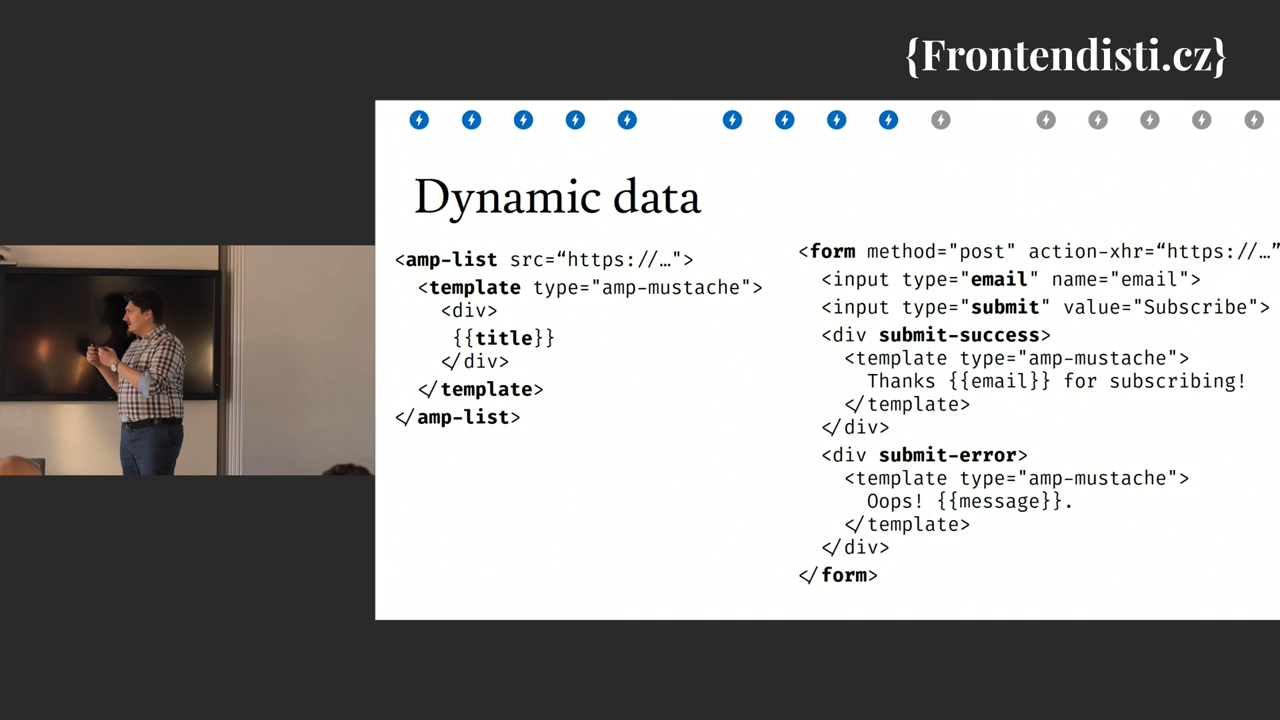 {Frontendisti.cz}
Dynamic data
<amp-list src=“https://…">
<template type="amp-mustache">
<div>
{{title}}
</div>
</template>
</amp-list>
<form method="post" action-xhr=“https://…”
<input type="email" name="email">
<input type="submit" value="Subscribe">
<div submit-success>
<template type="amp-mustache">
Thanks {{email}} for subscribing!
</template>
</div>
<div submit-error>
<template type="amp-mustache">
Oops! {{message}}.
</template>
</div>
</form>